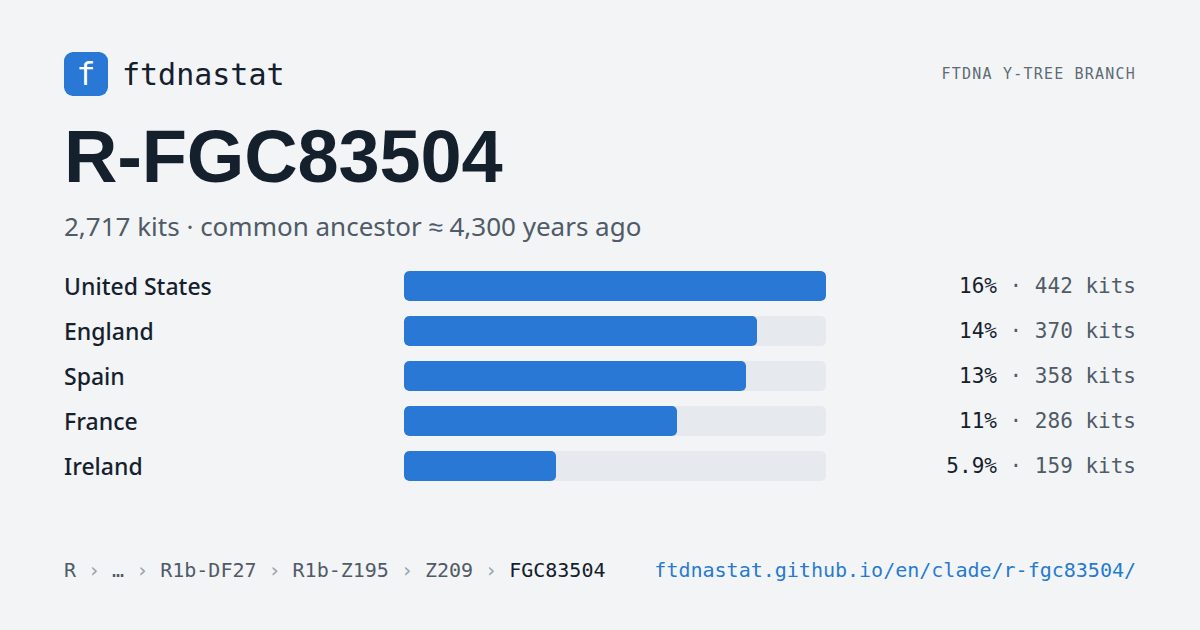 f ftdnastat
FTDNA Y-TREE BRANCH
R-FGC83504
2,717 kits · common ancestor ≈ 4,300 years ago
United States 16% · 442 kits
England 14% · 370 kits
Spain 13% · 358 kits
France 11% · 286 kits
Ireland 5.9% · 159 kits
R › … › R1b-DF27 › R1b-Z195 › Z209 › FGC83504
ftdnastat.github.io/en/clade/r-fgc83504/